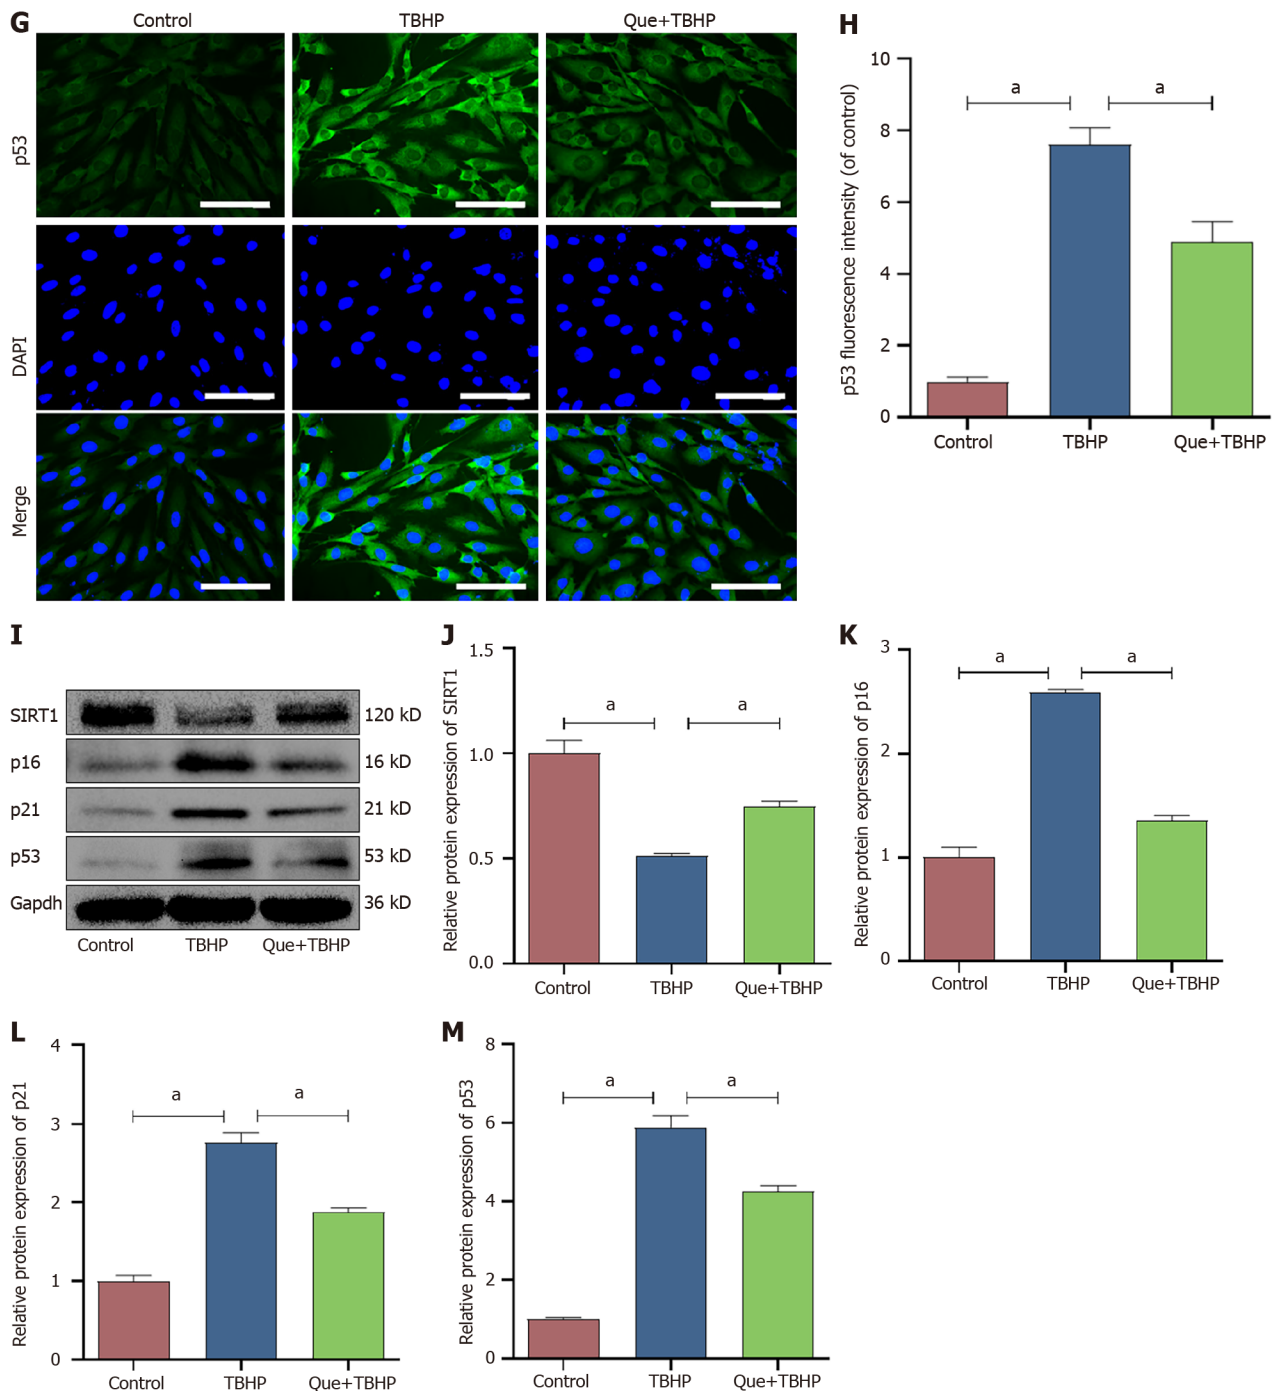 G
Control TBHP Que+TBHP
p53
DAPI
Merge
H
p53 fluorescence intensity (of control)
10
8
6
4
2
0
a a
Control TBHP Que+TBHP
I
SIRT1 120 kD
p16 16 kD
p21 21 kD
p53 53 kD
Gapdh 36 kD
Control TBHP Que+TBHP
J
Relative protein expression of SIRT1
1.5
1.0
0.5
0.0
a a
Control TBHP Que+TBHP
K
Relative protein expression of p16
3
2
1
0
a a
Control TBHP Que+TBHP
L
Relative protein expression of p21
4
3
2
1
0
a a
Control TBHP Que+TBHP
M
Relative protein expression of p53
8
6
4
2
0
a a
Control TBHP Que+TBHP